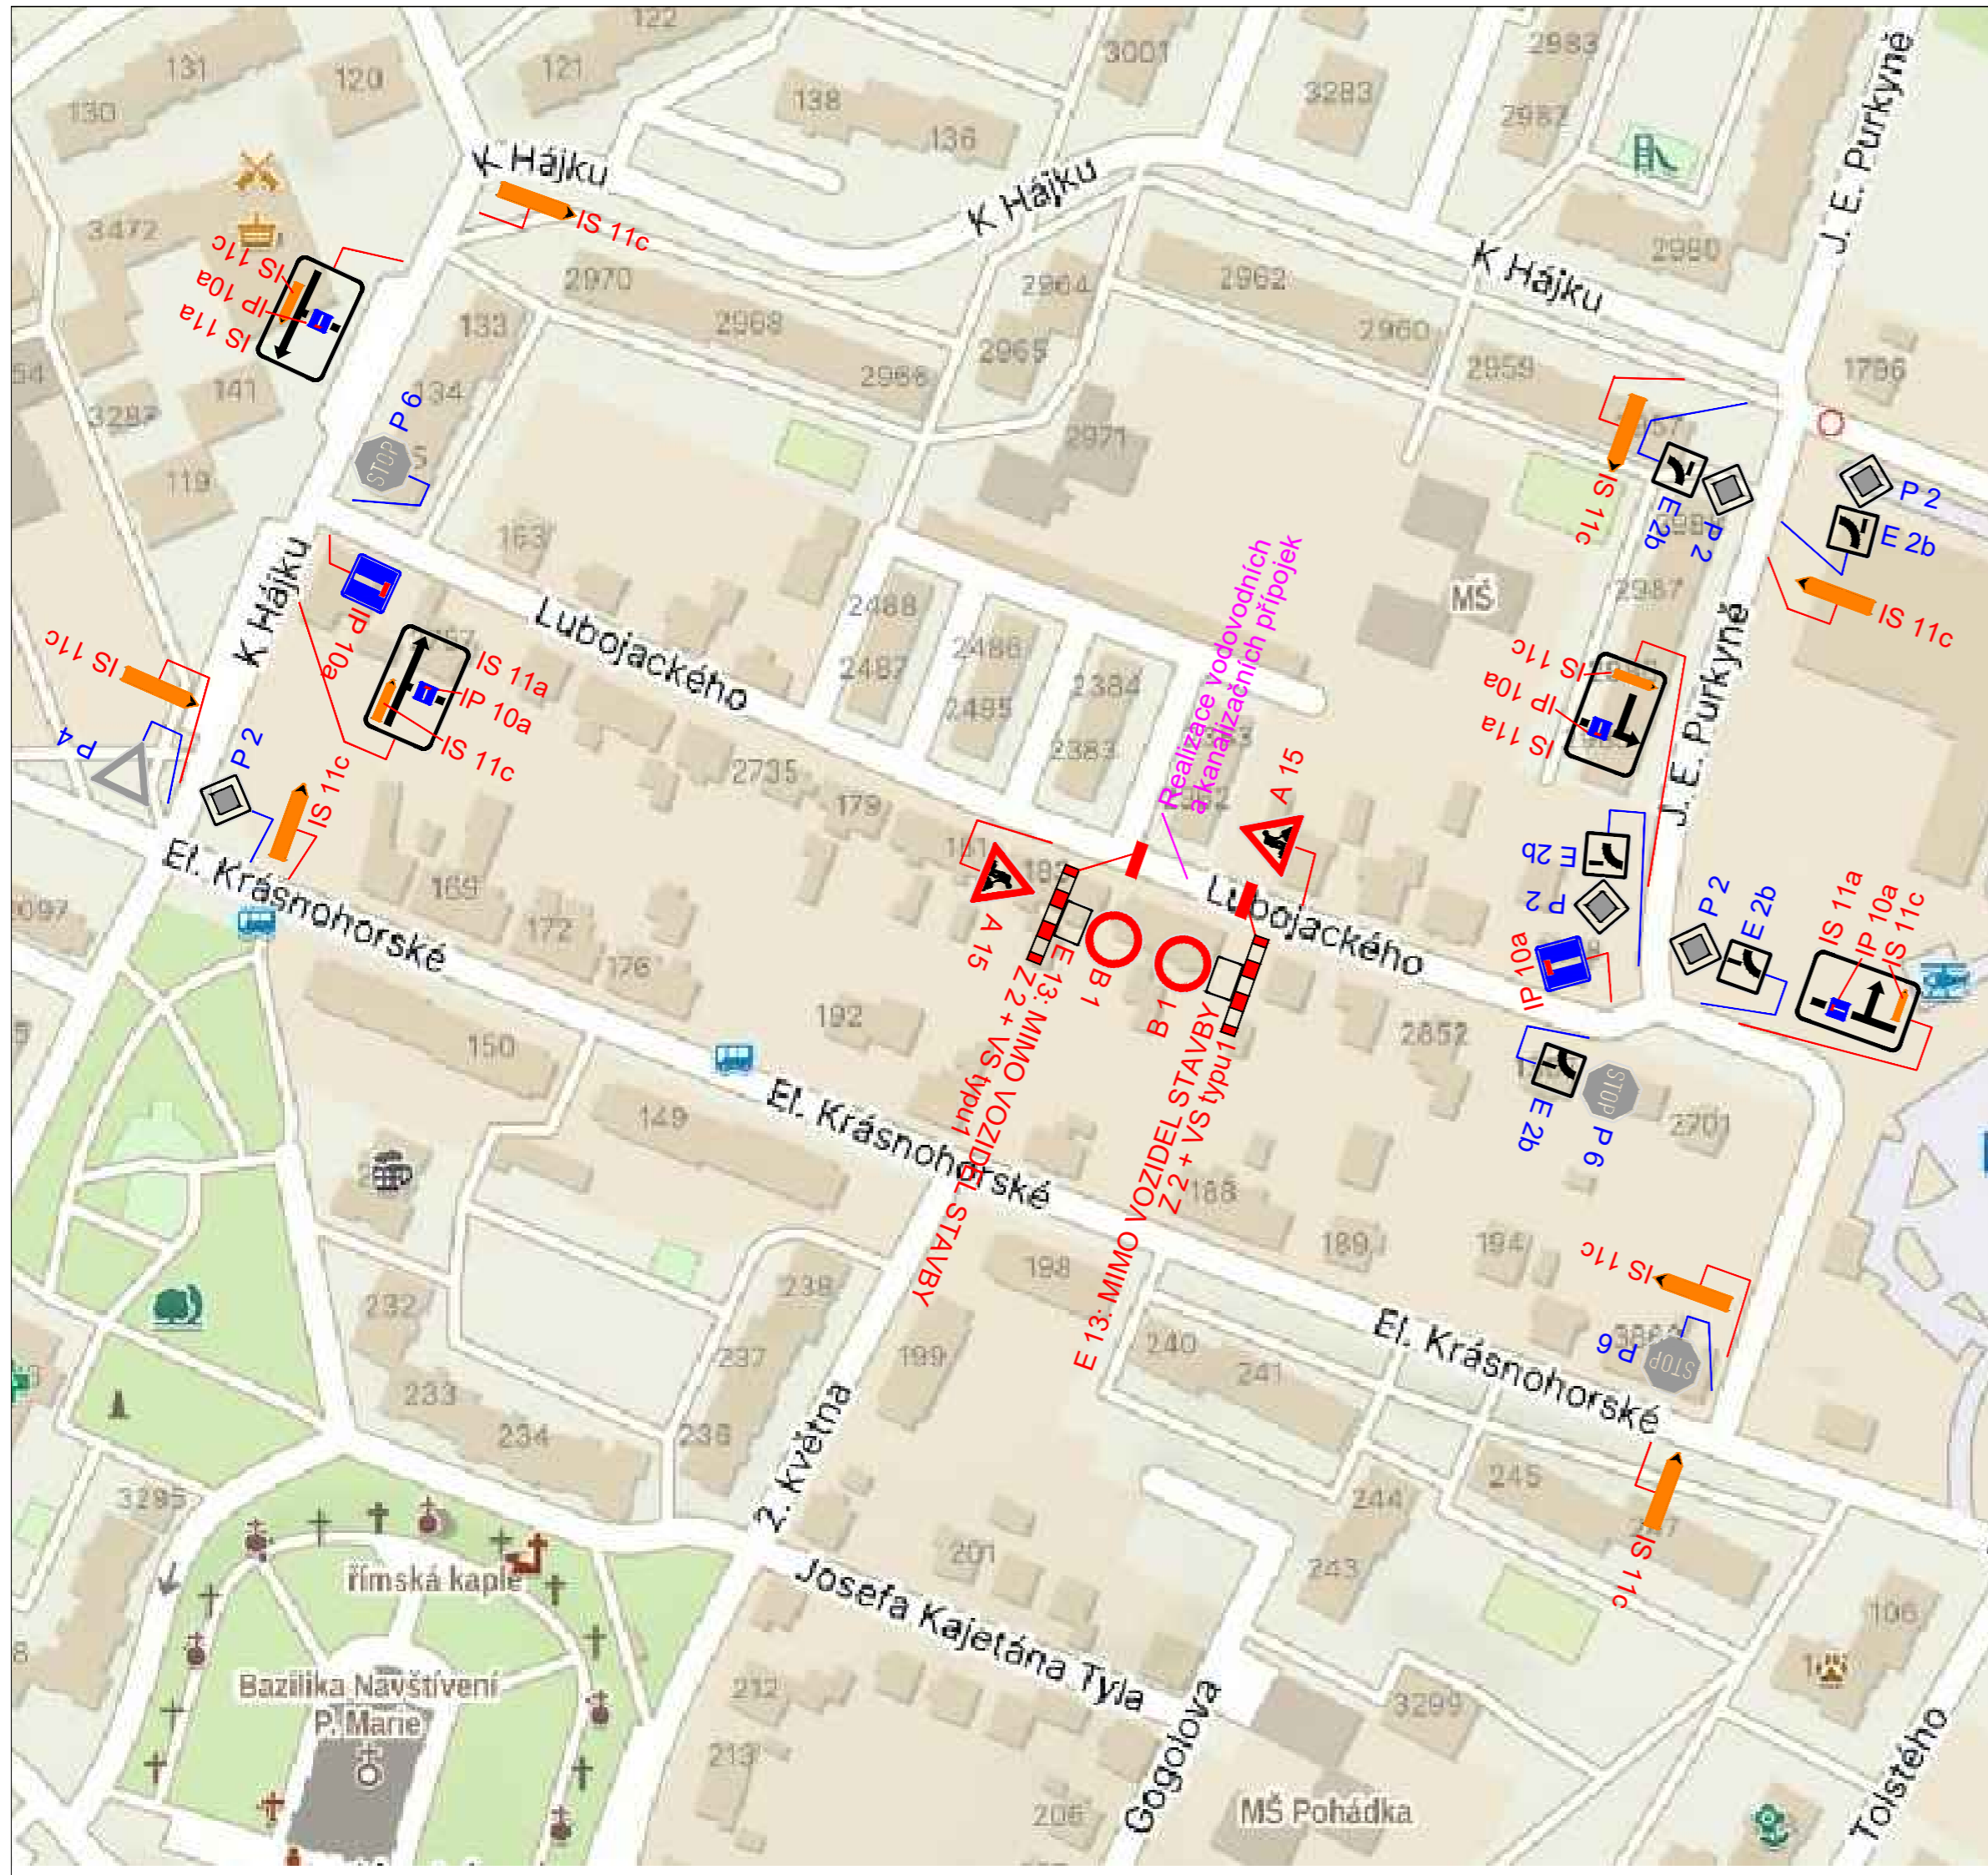 122
131
120
121
130
138
136
3001
3283
2983
J. E. Purkyně
K Hájku
IS 11c
K Hájku
2980
K Hájku
3472
IS 11c
IP 10a
IS 11a
2970
2968
2966
133
134
2964
2965
2962
2960
2959
1796
54
141
3287
119
P 6
STOP
2971
IS 11c
E 2b
P 2
P 2
E 2b
IS 11c
163
Realizace vodovodních
a kanalizačních přípojek
MŠ
2987
K Hájku
IP 10a
Lubojackého
2488
2487
2486
2485
2384
2383
IS 11c
IS 11a
IP 10a
IS 11c
P 4
P 2
IS 11c
2735
179
A 15
IS 11c
IP 10a
IS 11a
J. E. Purkyně
El. Krásnohorské
169
172
176
181
A 15
Z 2 + VS typu1
E 13: MIMO VOZIDEL STAVBY
B 1
B 1
E 13: MIMO VOZIDEL STAVBY
Z 2 + VS typu1
Lubojackého
E 2b
P 2
IP 10a
P 2
E 2b
IS 11a
IP 10a
IS 11c
192
2852
E 2b
STOP
P 6
2701
150
149
El. Krásnohorské
188
189
194
IS 11c
P 6
STOP
198
238
232
237
199
240
241
El. Krásnohorské
233
234
236
2. května
3295
245
244
243
IS 11c
římská kaple
201
Josefa Kajetána Tyla
106
Bazilika Navštívení
P. Marie
212
213
Gogolova
3299
206
MŠ Pohádka
Tolstého